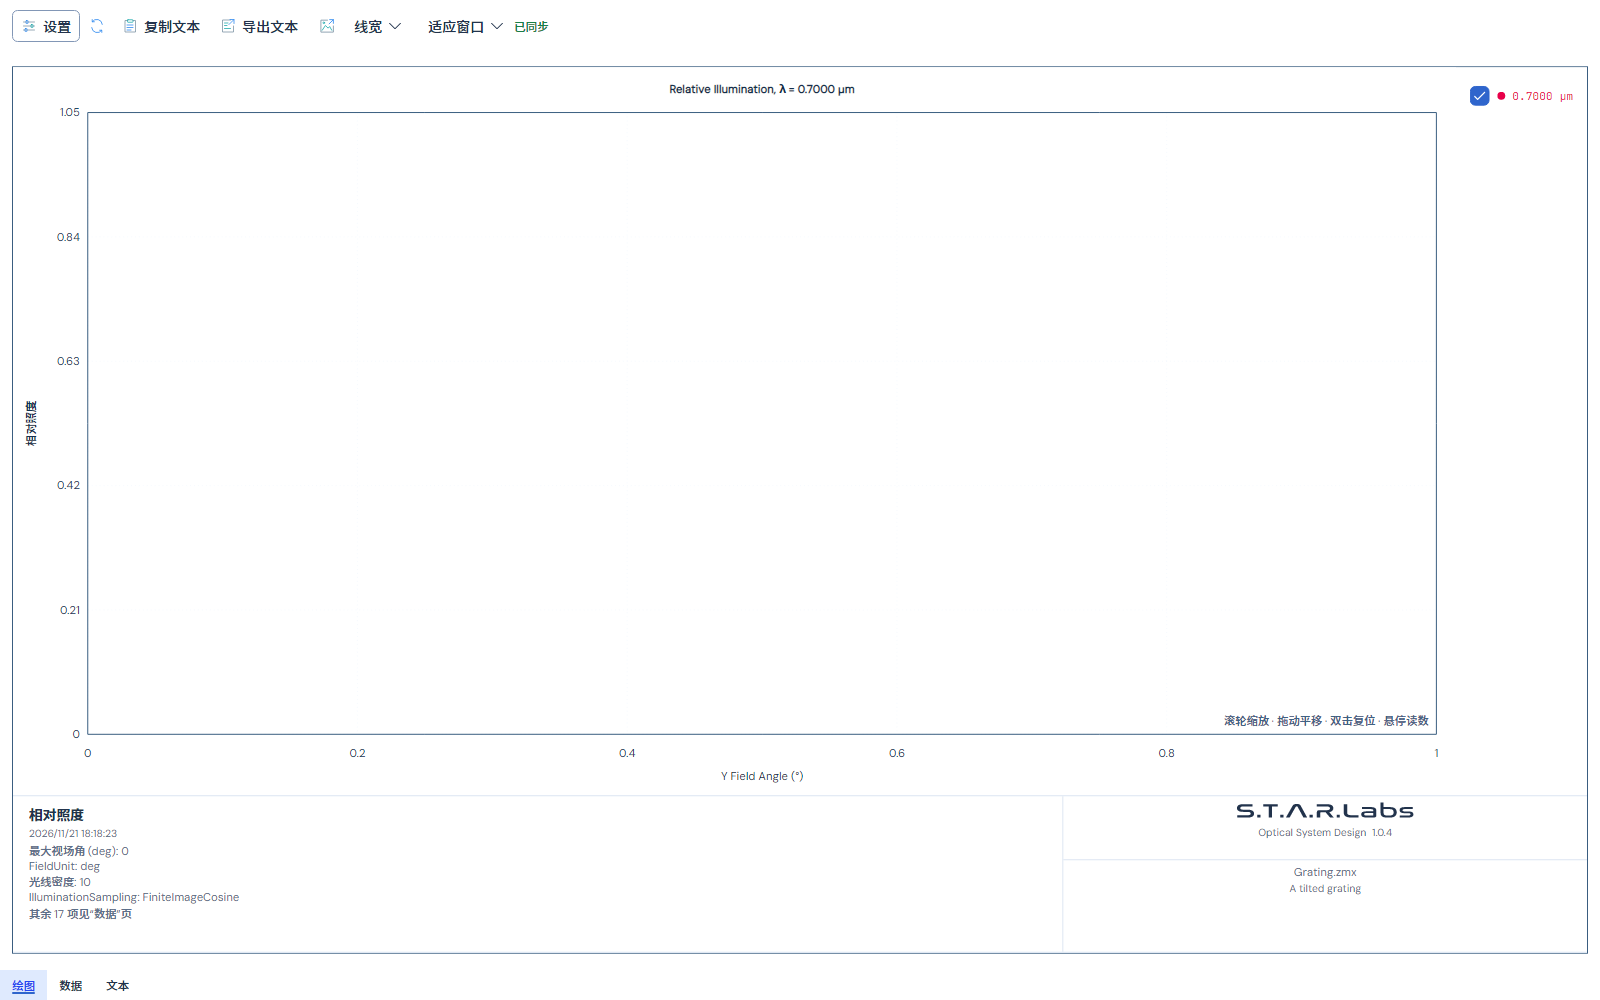 设置 复制文本 导出文本 线宽 适应窗口 已同步
Relative Illumination, λ = 0.7000 µm
0.7000 µm
1.05
0.84
0.63
0.42
0.21
0
相对照度
滚轮缩放 · 拖动平移 · 双击复位 · 悬停读数
0 0.2 0.4 0.6 0.8 1
Y Field Angle (°)
相对照度
2026/11/21 18:18:23
最大视场角 (deg): 0
FieldUnit: deg
光线密度: 10
IlluminationSampling: FiniteImageCosine
其余 17 项见“数据”页
S.T.A.R.Labs
Optical System Design 1.0.4
Grating.zmx
A tilted grating
绘图 数据 文本